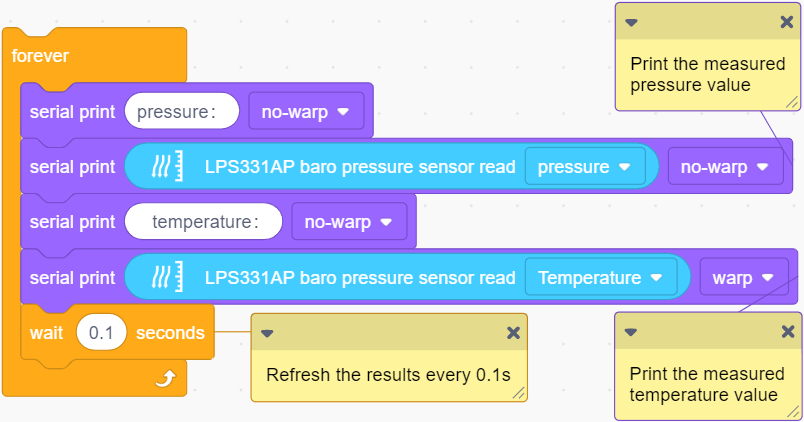 forever
serial print pressure: no-warp
serial print LPS331AP baro pressure sensor read pressure no-warp
serial print temperature: no-warp
serial print LPS331AP baro pressure sensor read Temperature warp
wait 0.1 seconds
Print the measured
pressure value
Refresh the results every 0.1s
Print the measured
temperature value